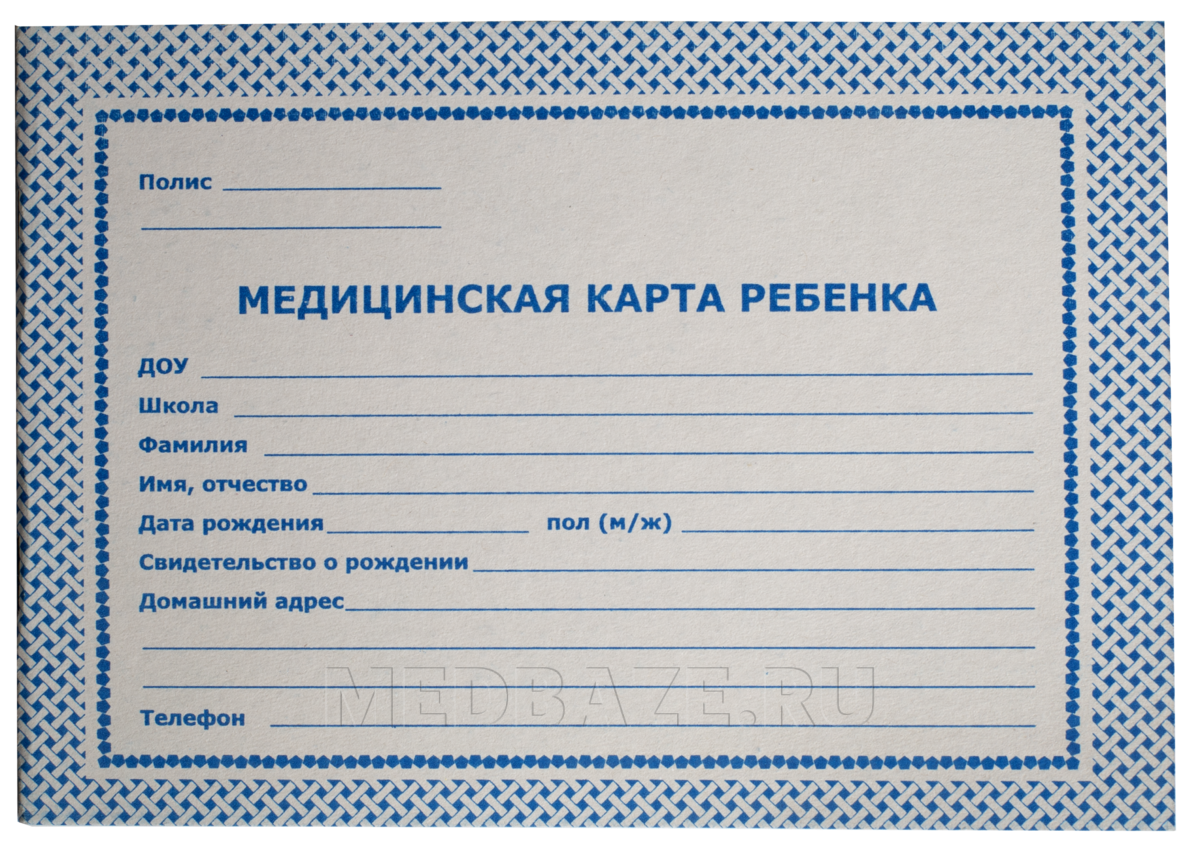 Полис
МЕДИЦИНСКАЯ КАРТА РЕБЕНКА
ДОУ
Школа
Фамилия
Имя, отчество
Дата рождения пол (м/ж)
Свидетельство о рождении
Домашний адрес
MEDBAZE.RU
Телефон